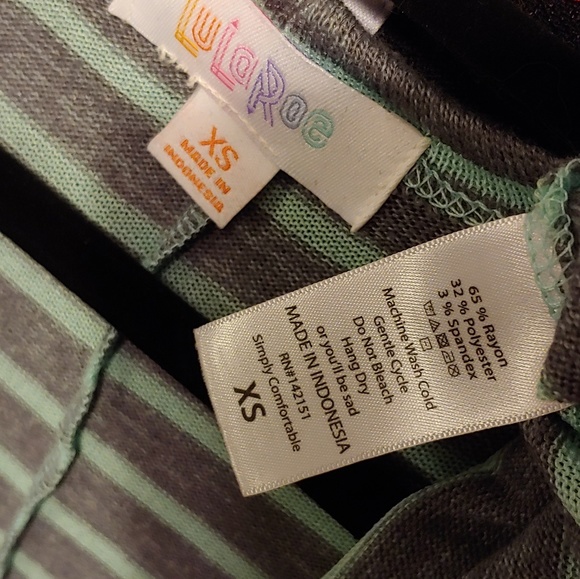 LuLaRoe
XS
MADE IN
INDONESIA
65 % Rayon
32 % Polyester
3 % Spandex
Machine Wash Cold
Gentle Cycle
Do Not Bleach
Hang Dry
or you'll be sad
MADE IN INDONESIA
RN#142151
Simply Comfortable
XS